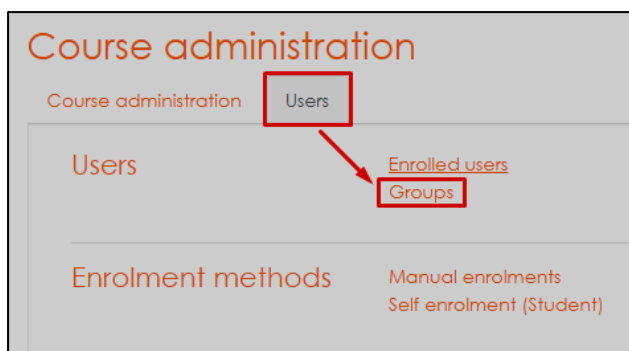 Course administration
Course administration Users
Users
Enrolled users
Groups
Enrolment methods
Manual enrolments
Self enrolment (Student)